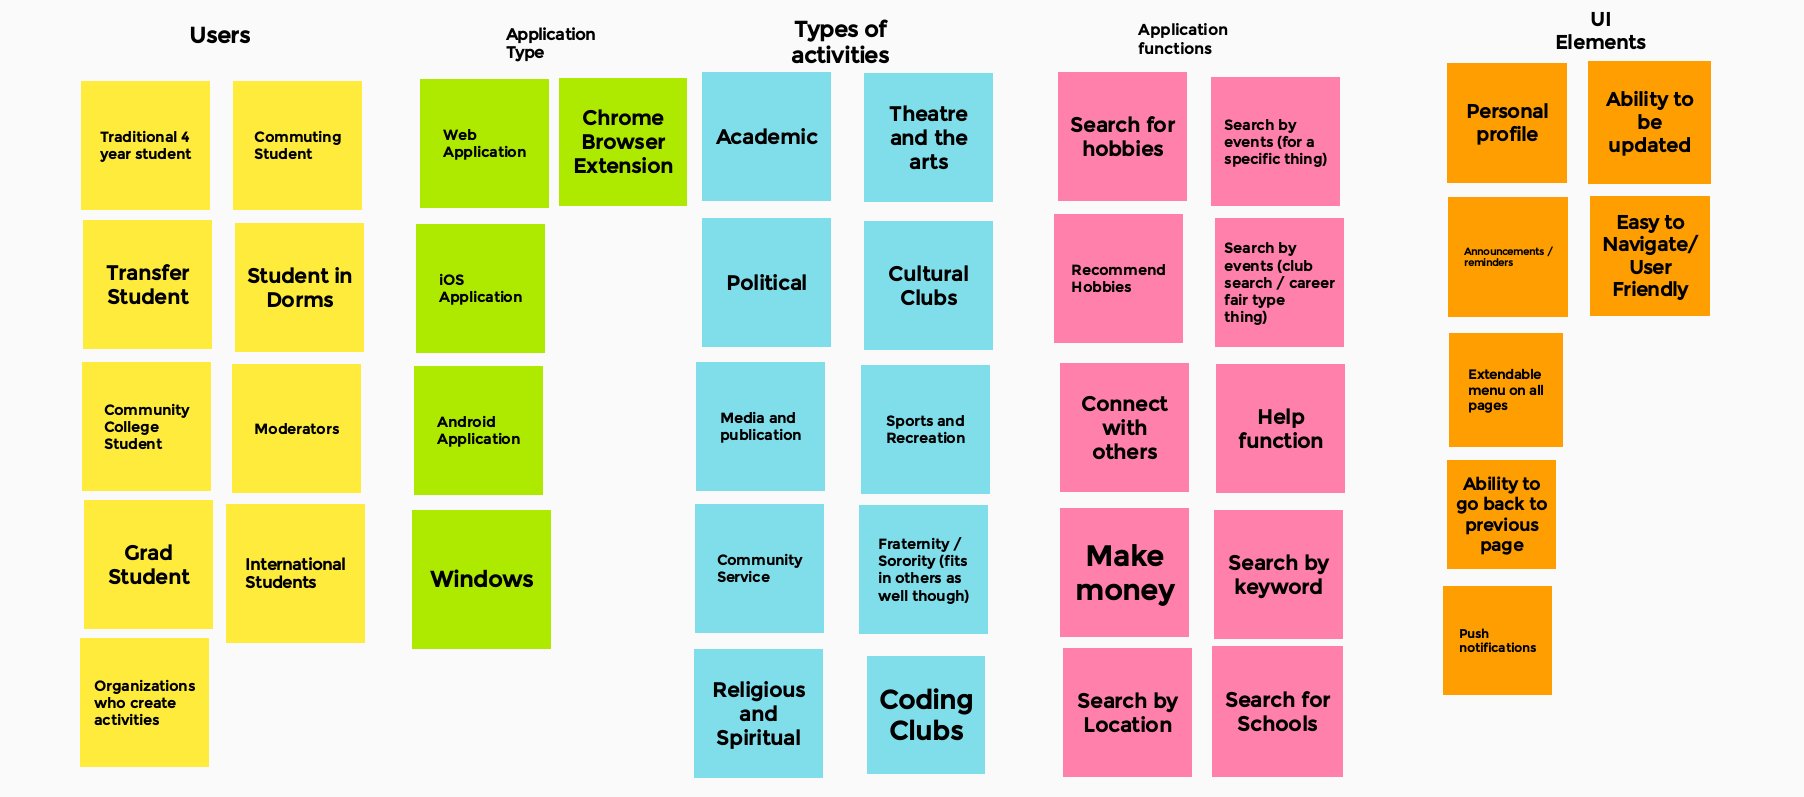 Users
Traditional 4
year student
Commuting
Student
Transfer
Student
Student in
Dorms
Community
College
Student
Moderators
Grad
Student
International
Students
Organizations
who create
activities
Application
Type
Web
Application
Chrome
Browser
Extension
iOS
Application
Android
Application
Windows
Types of
activities
Academic
Theatre
and the
arts
Political
Cultural
Clubs
Media and
publication
Sports and
Recreation
Community
Service
Fraternity /
Sorority (fits
in others as
well though)
Religious
and
Spiritual
Coding
Clubs
Application
functions
Search for
hobbies
Search by
events (for a
specific thing)
Recommend
Hobbies
Search by
events (club
search / career
fair type
thing)
Connect
with
others
Help
function
Make
money
Search by
keyword
Search by
Location
Search for
Schools
UI
Elements
Personal
profile
Ability to
be
updated
Announcements /
reminders
Easy to
Navigate/
User
Friendly
Extendable
menu on all
pages
Ability to
go back to
previous
page
Push
notifications